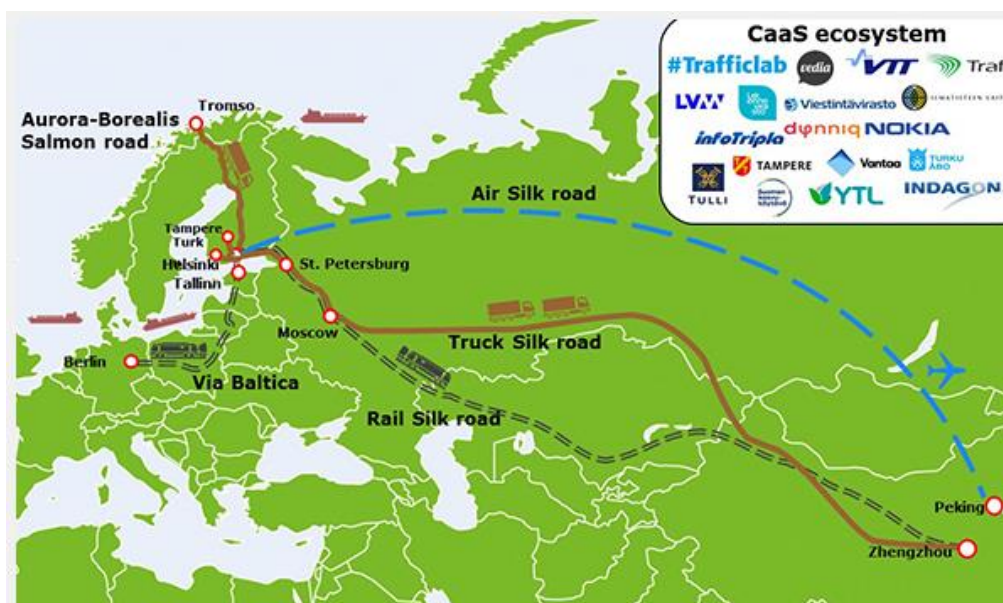 CaaS ecosystem
#Trafficlab
vedia
VTT
Traf
LVM
Viestintävirasto
infoTripla
dynniq
NOKIA
TULLI
TAMPERE
Vantaa
TURKU
ÅBO
YTL
INDAGON
Tromso
Aurora-Borealis
Salmon road
Air Silk road
Tampere
Turk
Helsinki
Tallinn
St. Petersburg
Moscow
Truck Silk road
Berlin
Via Baltica
Rail Silk road
Peking
Zhengzhou